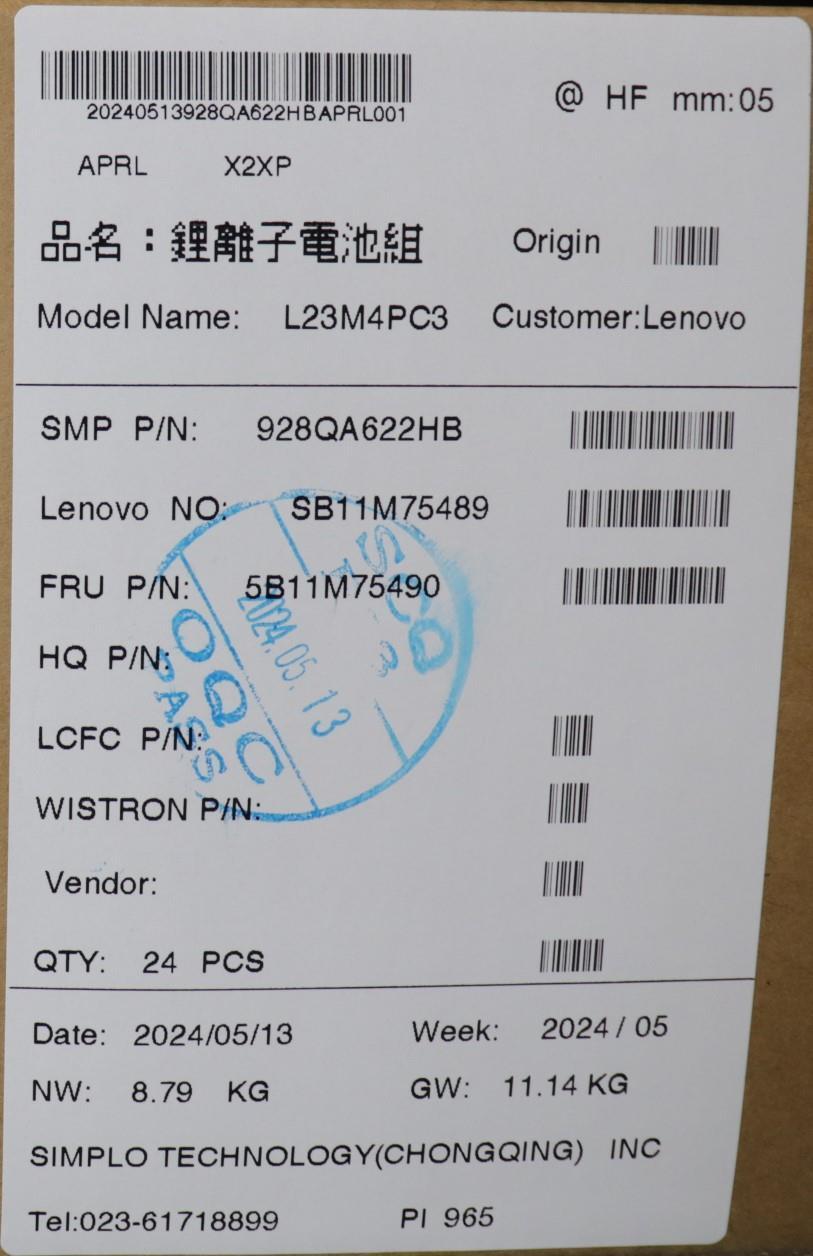 20240513928QA622HBAPRL001
@ HF mm:05
APRL X2XP
品名：鋰離子電池組 Origin
Model Name: L23M4PC3 Customer:Lenovo
SMP P/N: 928QA622HB
Lenovo NO: SB11M75489
FRU P/N: 5B11M75490
HQ P/N:
LCFC P/N:
WISTRON P/N:
Vendor:
QTY: 24 PCS
OQC
PASS
2024.05.13
Date: 2024/05/13 Week: 2024 / 05
NW: 8.79 KG GW: 11.14 KG
SIMPLO TECHNOLOGY(CHONGQING) INC
Tel:023-61718899 PI 965